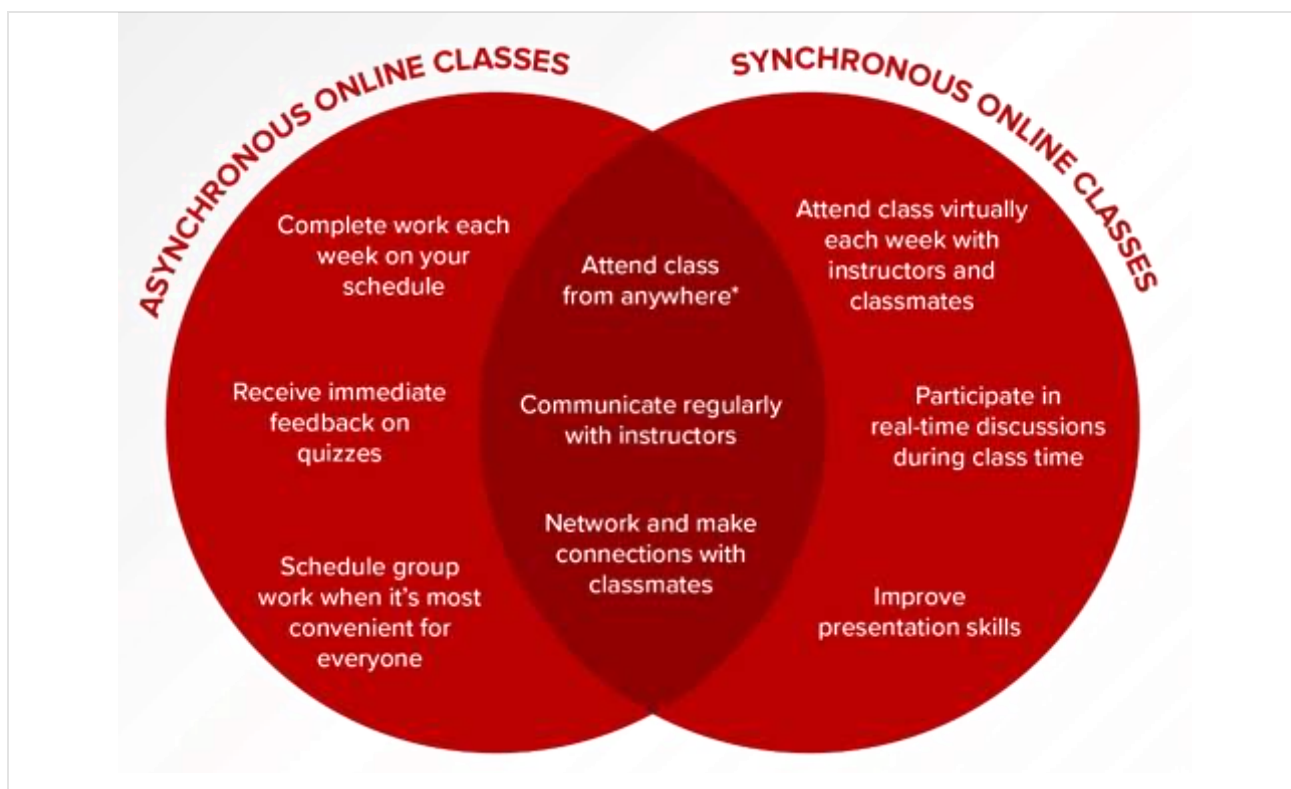 ASYNCHRONOUS ONLINE CLASSES
Complete work each
week on your
schedule
Receive immediate
feedback on
quizzes
Schedule group
work when it's most
convenient for
everyone
Attend class
from anywhere*
Communicate regularly
with instructors
Network and make
connections with
classmates
SYNCHRONOUS ONLINE CLASSES
Attend class virtually
each week with
instructors and
classmates
Participate in
real-time discussions
during class time
Improve
presentation skills